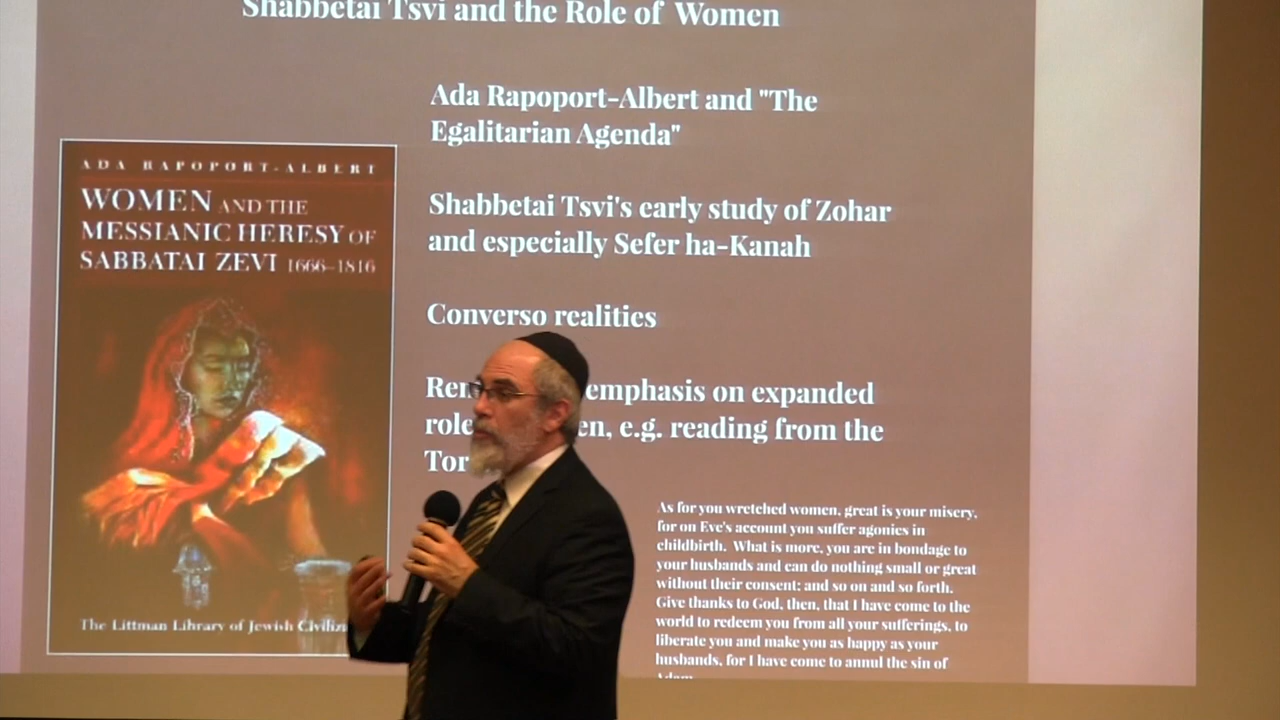 Shabbetai Tsvi and the Role of Women
ADA RAPOPORT-ALBERT
WOMEN AND THE
MESSIANIC HERESY OF
SABBATAI ZEVI 1666–1816
The Littman Library of Jewish
Ada Rapoport-Albert and "The
Egalitarian Agenda"
Shabbetai Tsvi's early study of Zohar
and especially Sefer ha-Kanah
Converso realities
emphasis on expanded
e.g. reading from the
As for you wretched women, great is your misery,
for on Eve's account you suffer agonies in
childbirth. What is more, you are in bondage to
your husbands and can do nothing small or great
without their consent; and so on and so forth.
Give thanks to God, then, that I have come to the
world to redeem you from all your sufferings, to
liberate you and make you as happy as your
husbands, for I have come to annul the sin of